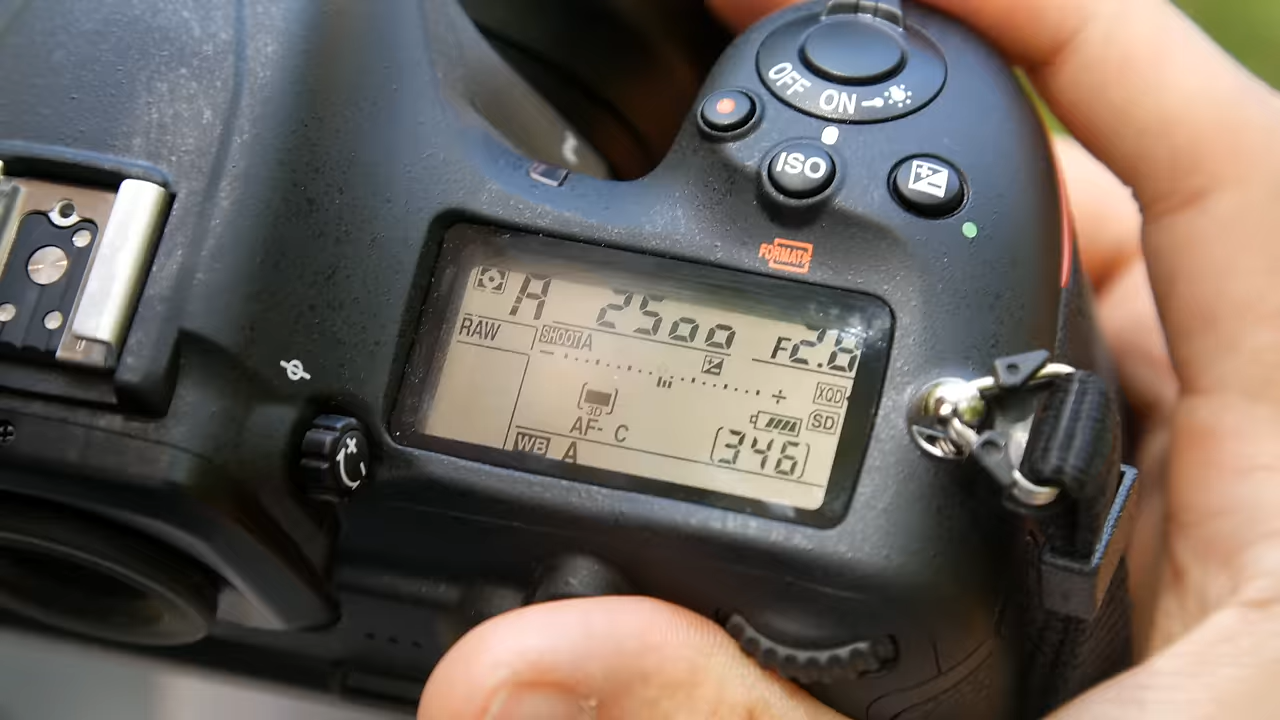 OFF ON
ISO
FORMAT
A 2500 F2.8
RAW SHOOT A
- +
XQD
3D SD
AF-C [346]
WB A